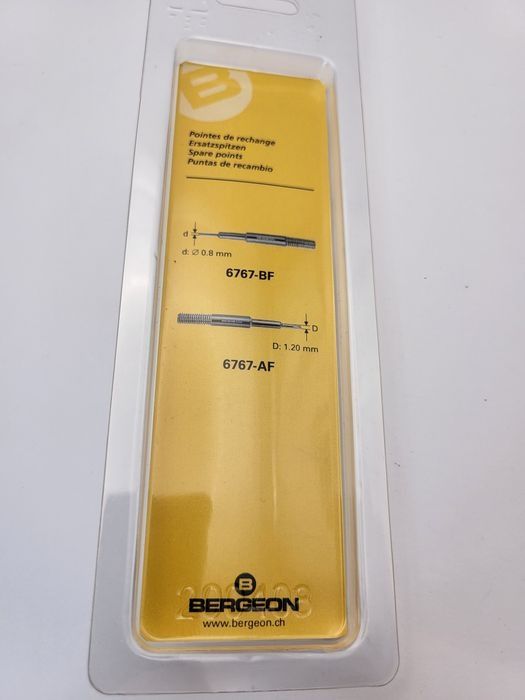 B
Pointes de rechange
Ersatzspitzen
Spare points
Puntas de recambio
d
d: ∅ 0.8 mm
6767-BF
D
D: 1.20 mm
6767-AF
B
BERGEON
www.bergeon.ch